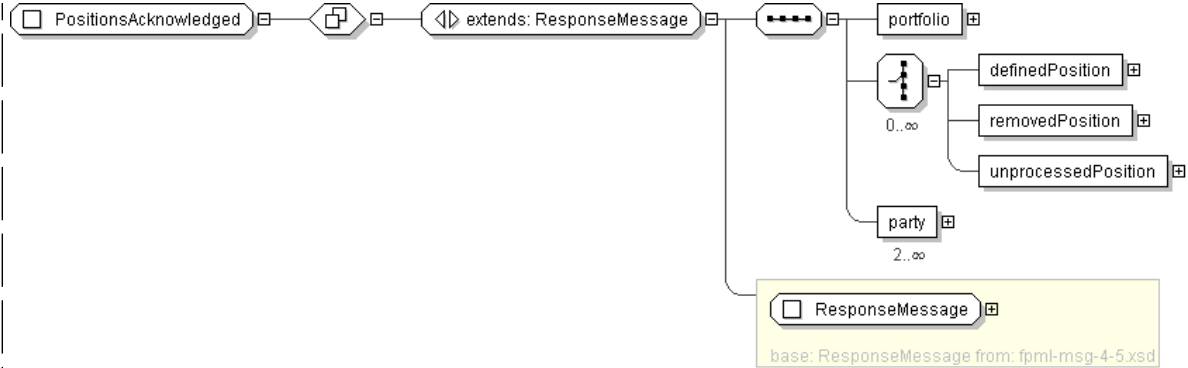 PositionsAcknowledged
extends: ResponseMessage
portfolio
definedPosition
0..∞
removedPosition
unprocessedPosition
party
2..∞
ResponseMessage
base: ResponseMessage from: fpml-msg-4-5.xsd